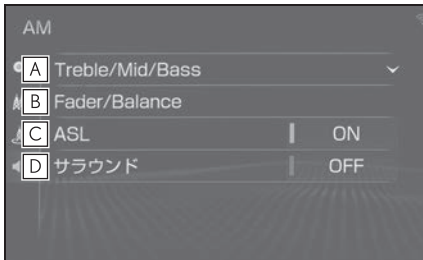 AM
A Treble/Mid/Bass
B Fader/Balance
C ASL ON
D サラウンド OFF